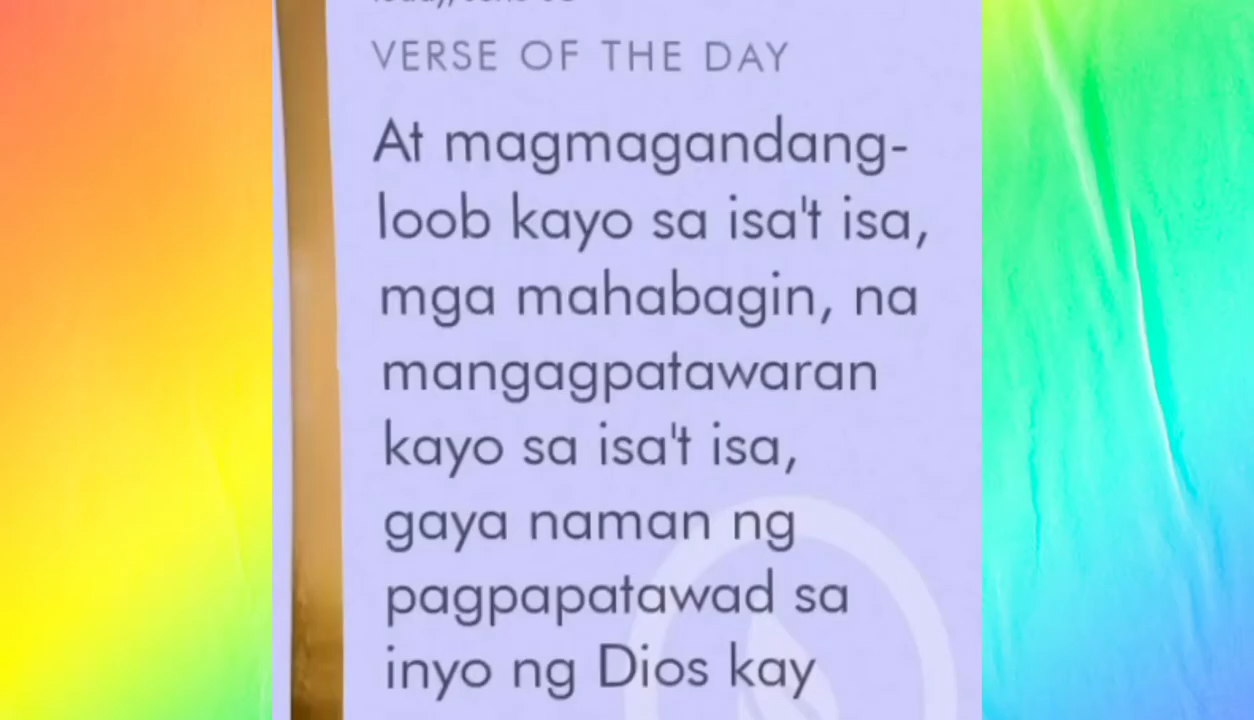 VERSE OF THE DAY
At magmagandang-
loob kayo sa isa't isa,
mga mahabagin, na
mangagpatawaran
kayo sa isa't isa,
gaya naman ng
pagpapatawad sa
inyo ng Dios kay